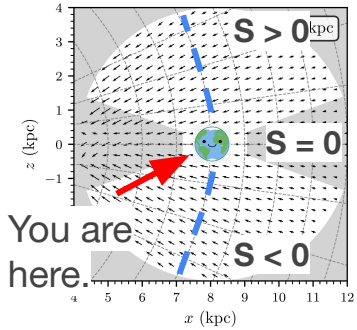 4
3
2
1
0
−1
z (kpc)
S > 0
kpc
S = 0
S < 0
You are
here.
4 5 6 7 8 9 10 11 12
x (kpc)